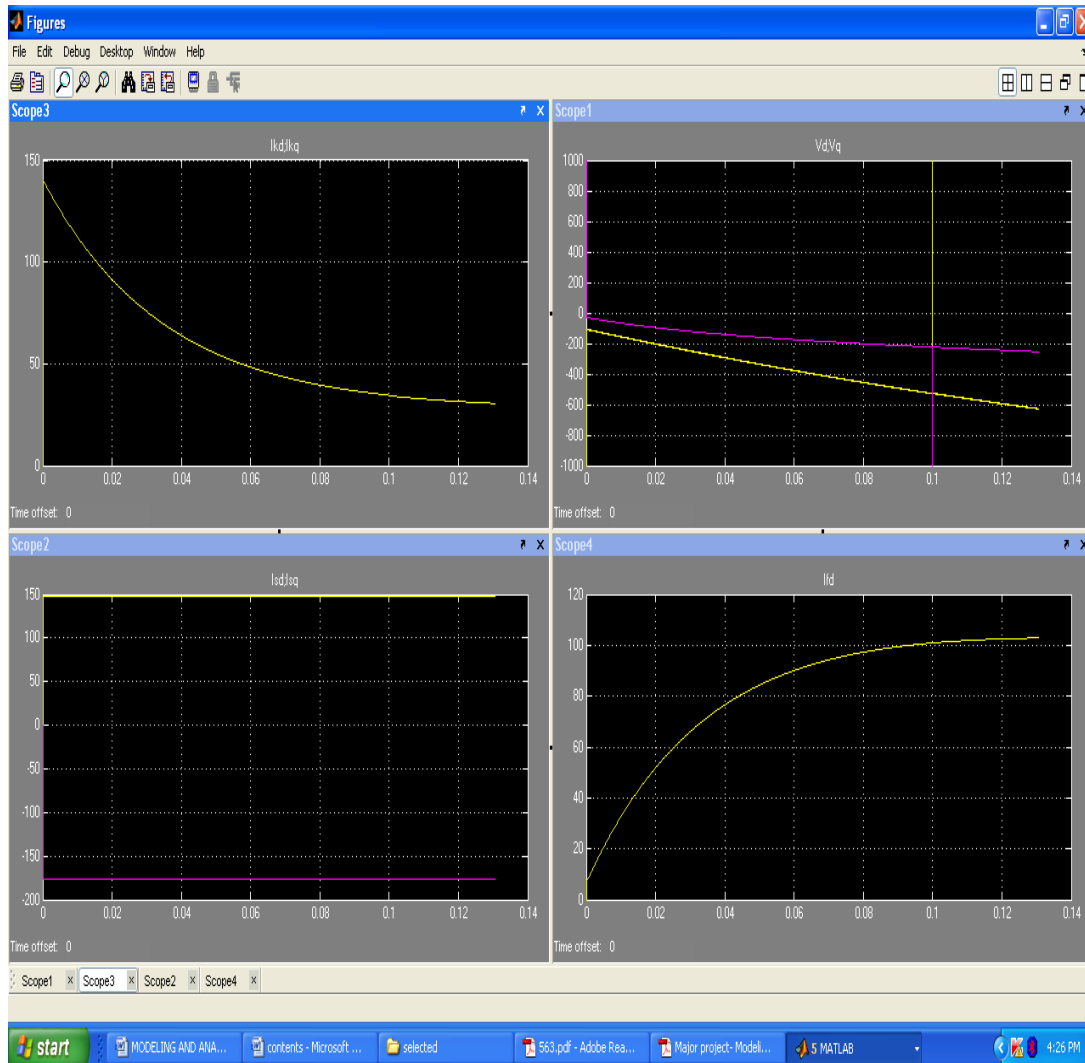 Figures
File Edit Debug Desktop Window Help
Scope3
Ikd,Ikq
150
100
50
0
0 0.02 0.04 0.06 0.08 0.1 0.12 0.14
Time offset: 0
Scope1
Vd,Vq
1000
800
600
400
200
0
-200
-400
-600
-800
-1000
0 0.02 0.04 0.06 0.08 0.1 0.12 0.14
Time offset: 0
Scope2
Isd,Isq
150
100
50
0
-50
-100
-150
-200
0 0.02 0.04 0.06 0.08 0.1 0.12 0.14
Time offset: 0
Scope4
Ifd
120
100
80
60
40
20
0
0 0.02 0.04 0.06 0.08 0.1 0.12 0.14
Time offset: 0
Scope1 x Scope3 x Scope2 x Scope4 x
start MODELING AND ANA... contents - Microsoft ... selected 563.pdf - Adobe Rea... Major project- Modeli... 5 MATLAB 4:26 PM